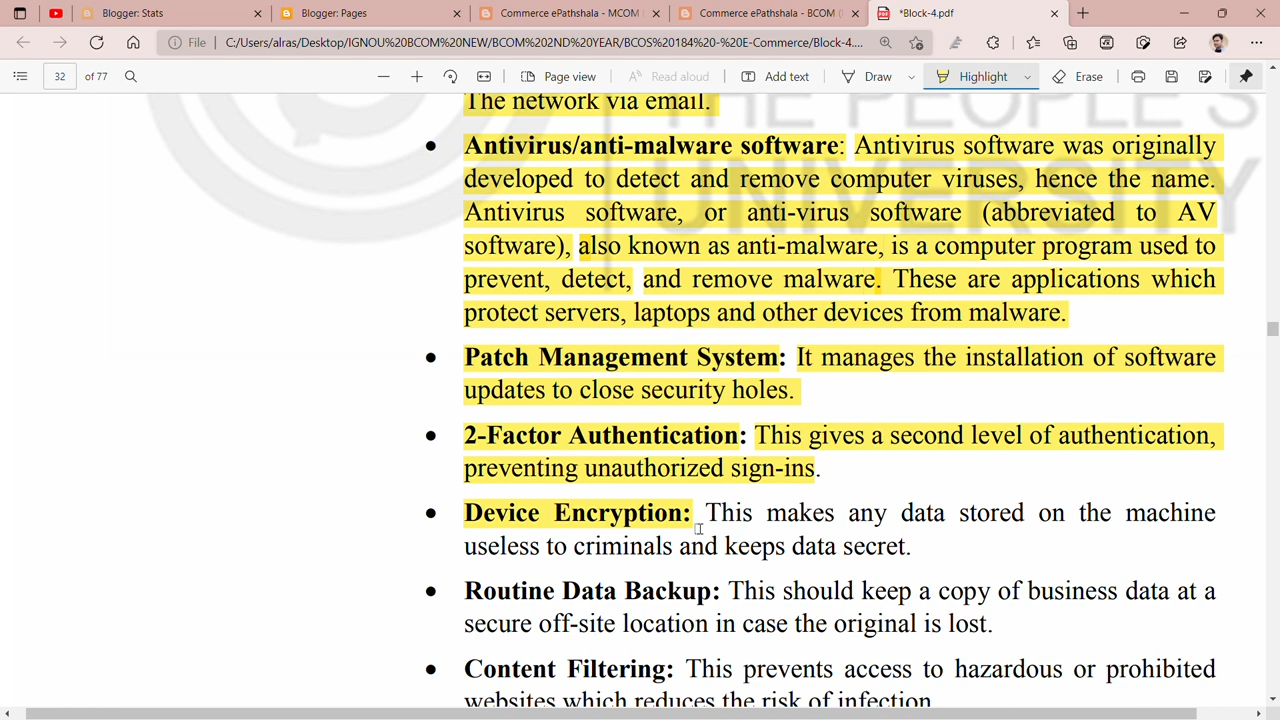 Blogger: Stats
Blogger: Pages
Commerce ePathshala - MCOM
Commerce ePathshala - BCOM (
*Block-4.pdf
File
C:/Users/alras/Desktop/IGNOU%20BCOM%20NEW/BCOM%202ND%20YEAR/BCOS%20184%20-%20E-Commerce/Block-4....
32 of 77
Page view
Read aloud
Add text
Draw
Highlight
Erase
THE PEOPLE'S
UNIVERSITY
The network via email.
• Antivirus/anti-malware software: Antivirus software was originally
developed to detect and remove computer viruses, hence the name.
Antivirus software, or anti-virus software (abbreviated to AV
software), also known as anti-malware, is a computer program used to
prevent, detect, and remove malware. These are applications which
protect servers, laptops and other devices from malware.
• Patch Management System: It manages the installation of software
updates to close security holes.
• 2-Factor Authentication: This gives a second level of authentication,
preventing unauthorized sign-ins.
• Device Encryption: This makes any data stored on the machine
useless to criminals and keeps data secret.
• Routine Data Backup: This should keep a copy of business data at a
secure off-site location in case the original is lost.
• Content Filtering: This prevents access to hazardous or prohibited
websites which reduces the risk of infection.